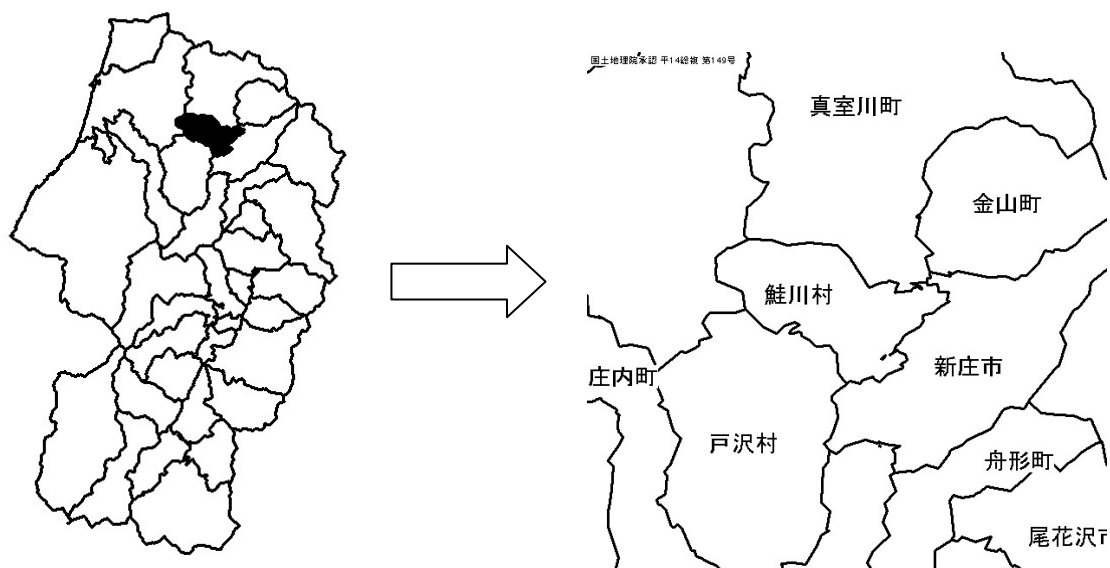 国土地理院承認 平14総複 第149号
真室川町
金山町
鮭川村
新庄市
庄内町
戸沢村
舟形町
尾花沢市